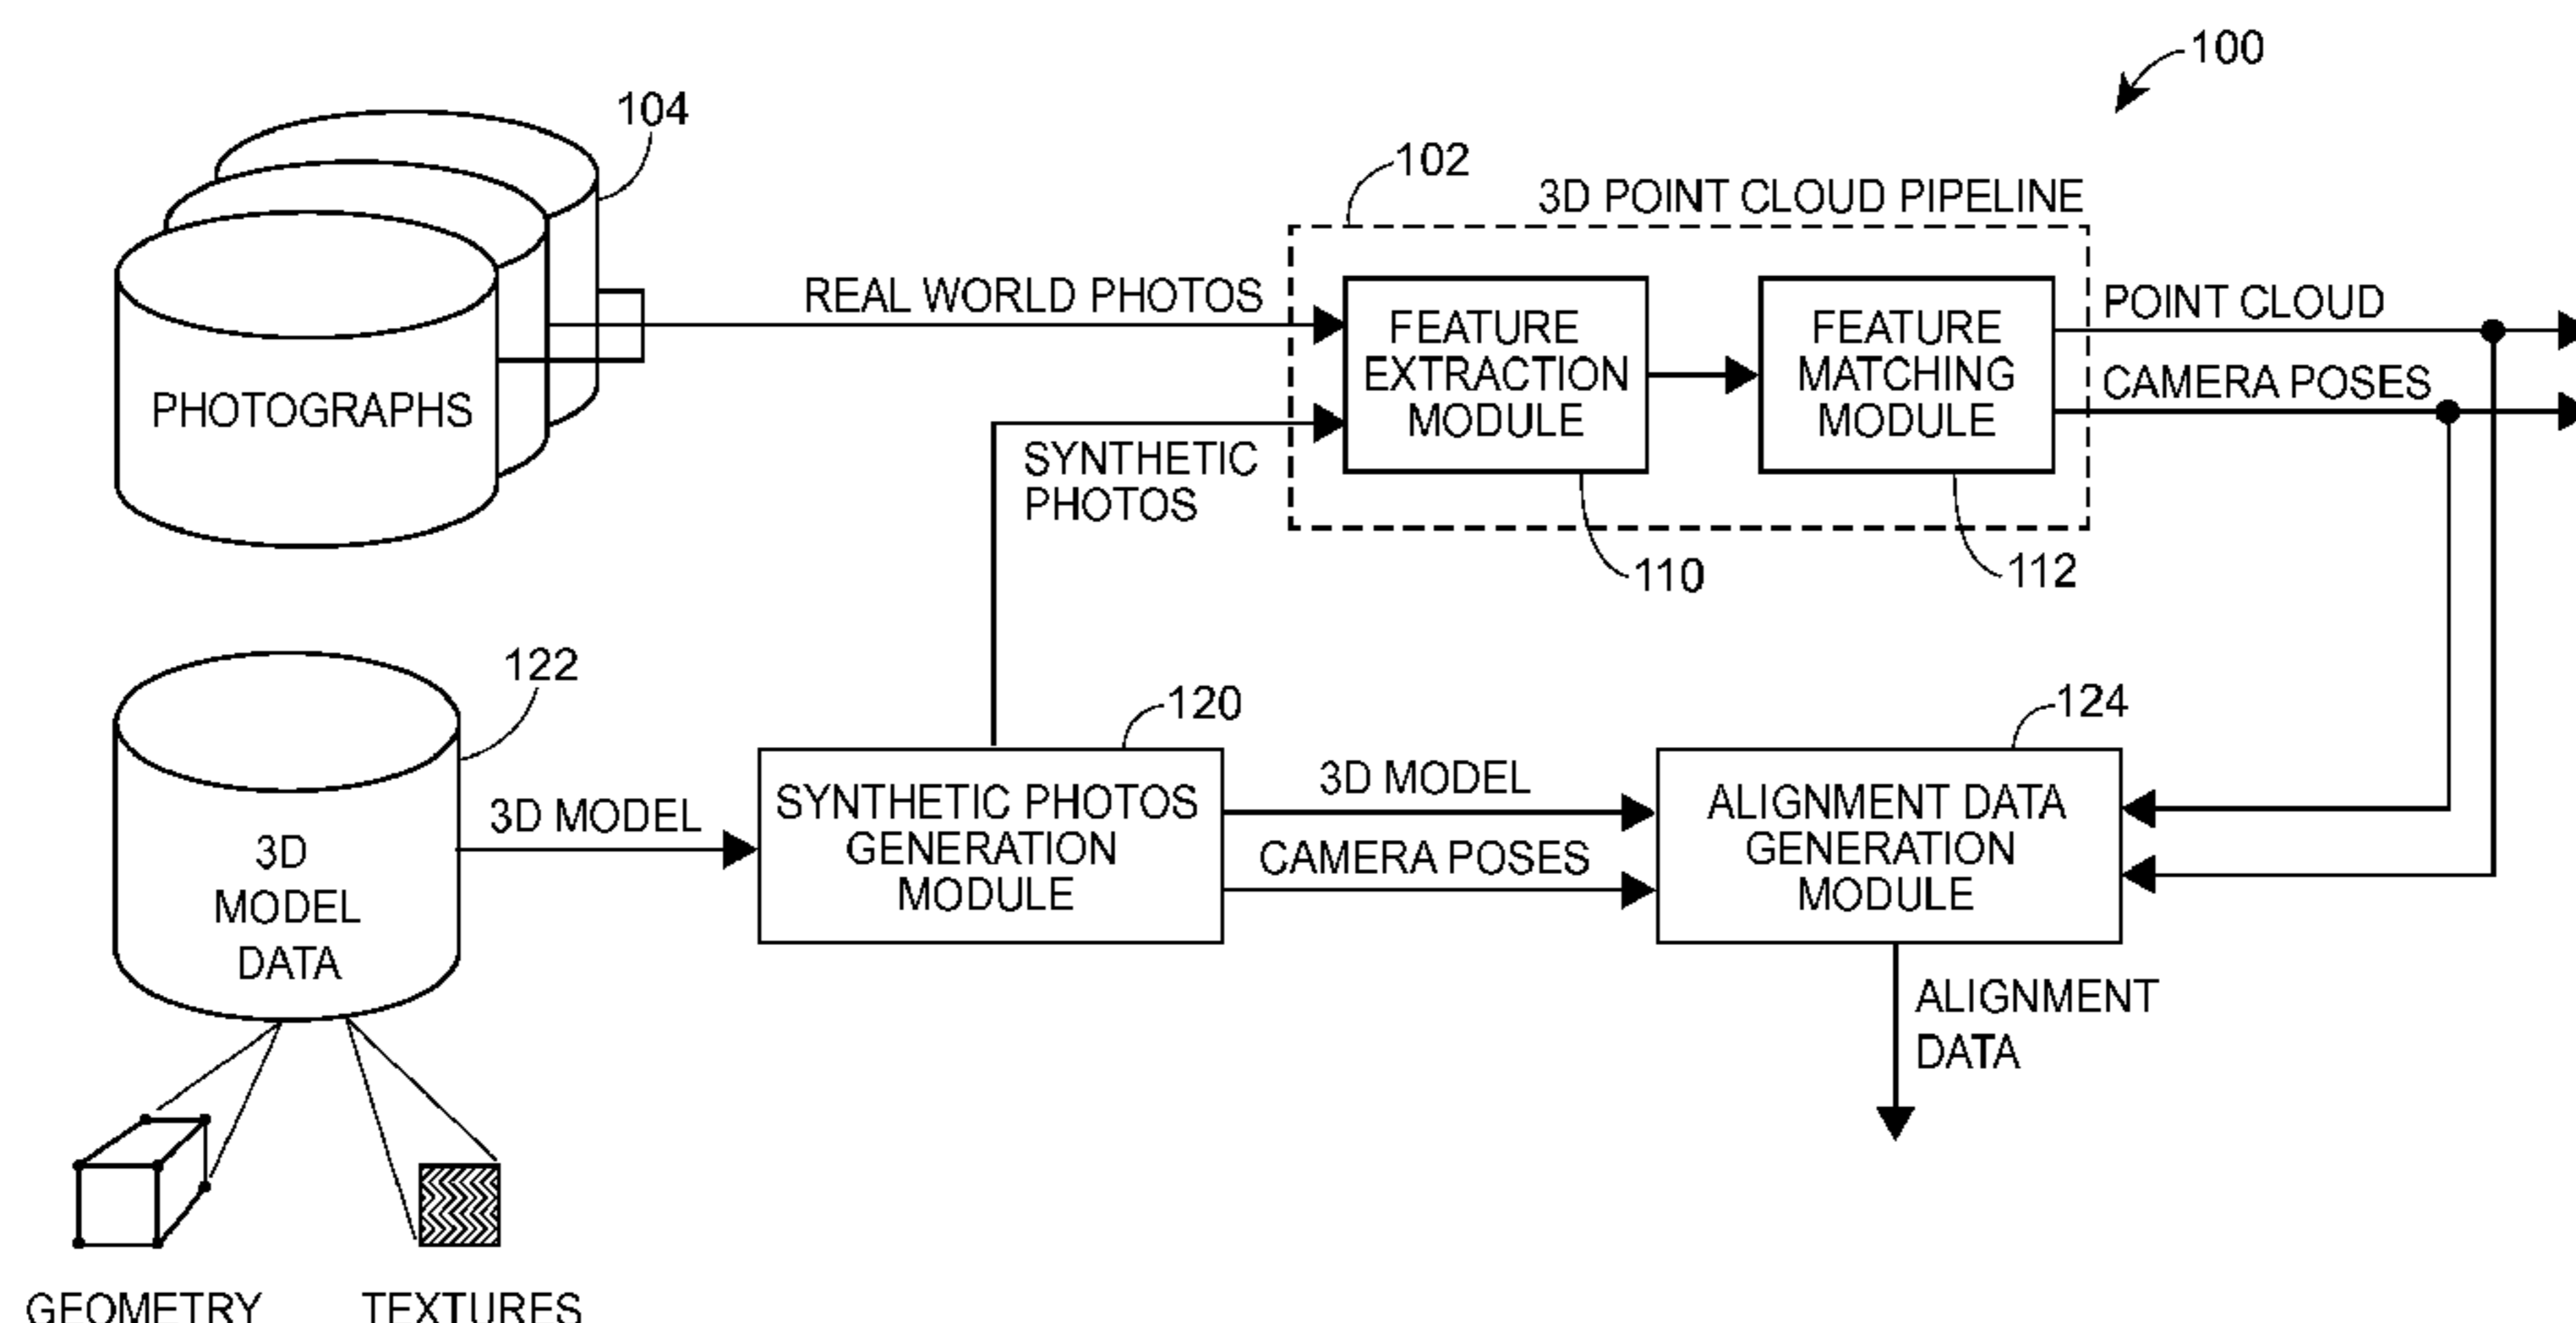 100
104
102
3D POINT CLOUD PIPELINE
REAL WORLD PHOTOS
POINT CLOUD
FEATURE
EXTRACTION
MODULE
FEATURE
MATCHING
MODULE
CAMERA POSES
PHOTOGRAPHS
SYNTHETIC
PHOTOS
110
112
122
120
124
3D MODEL
SYNTHETIC PHOTOS
GENERATION
MODULE
3D MODEL
CAMERA POSES
ALIGNMENT DATA
GENERATION
MODULE
3D
MODEL
DATA
ALIGNMENT
DATA
GEOMETRY
TEXTURES